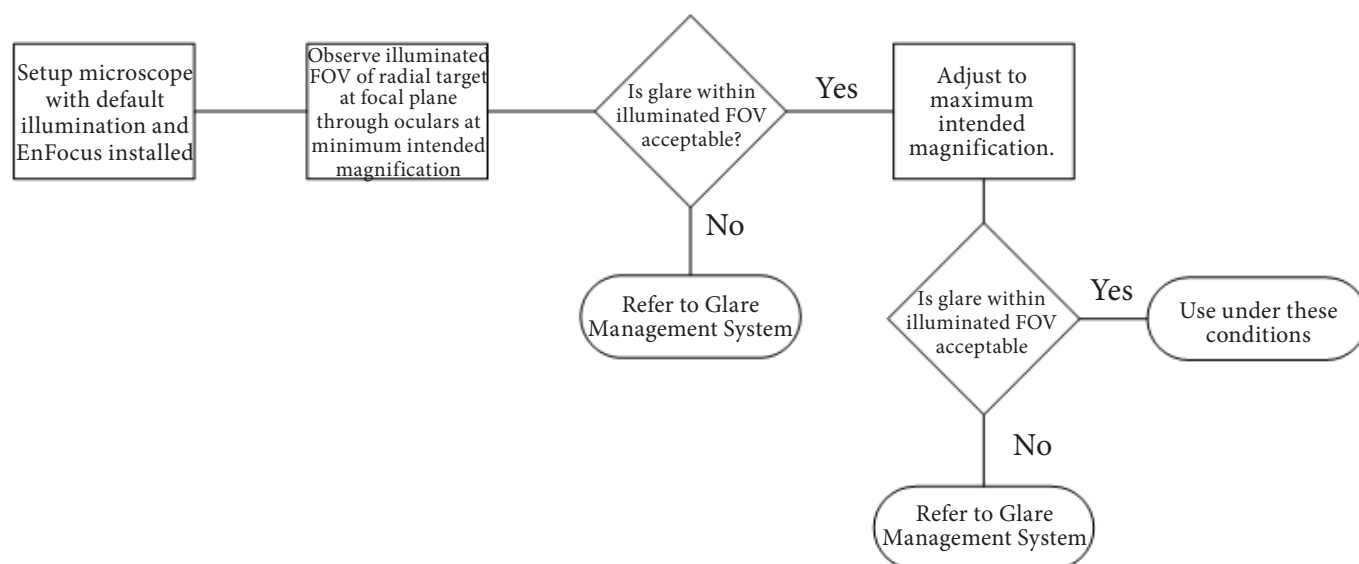 Setup microscope
with default
illumination and
EnFocus installed
Observe illuminated
FOV of radial target
at focal plane
through oculars at
minimum intended
magnification
Is glare within
illuminated FOV
acceptable?
Yes
Adjust to
maximum
intended
magnification.
No
Refer to Glare
Management System
Is glare within
illuminated FOV
acceptable
Yes
Use under these
conditions
No
Refer to Glare
Management System